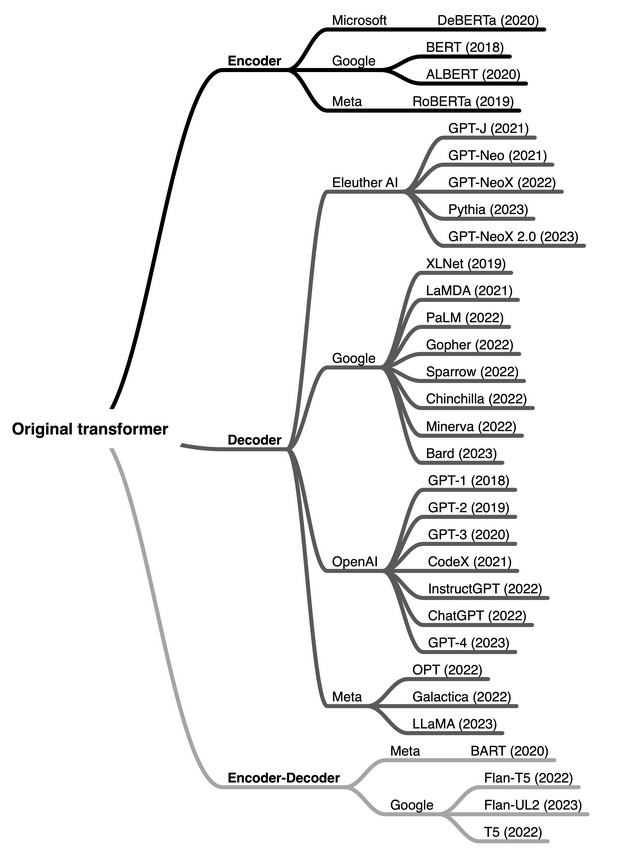 Original transformer
Encoder
Microsoft
DeBERTa (2020)
Google
BERT (2018)
ALBERT (2020)
Meta
RoBERTa (2019)
Decoder
Eleuther AI
GPT-J (2021)
GPT-Neo (2021)
GPT-NeoX (2022)
Pythia (2023)
GPT-NeoX 2.0 (2023)
Google
XLNet (2019)
LaMDA (2021)
PaLM (2022)
Gopher (2022)
Sparrow (2022)
Chinchilla (2022)
Minerva (2022)
Bard (2023)
OpenAI
GPT-1 (2018)
GPT-2 (2019)
GPT-3 (2020)
CodeX (2021)
InstructGPT (2022)
ChatGPT (2022)
GPT-4 (2023)
Meta
OPT (2022)
Galactica (2022)
LLaMA (2023)
Encoder-Decoder
Meta
BART (2020)
Google
Flan-T5 (2022)
Flan-UL2 (2023)
T5 (2022)